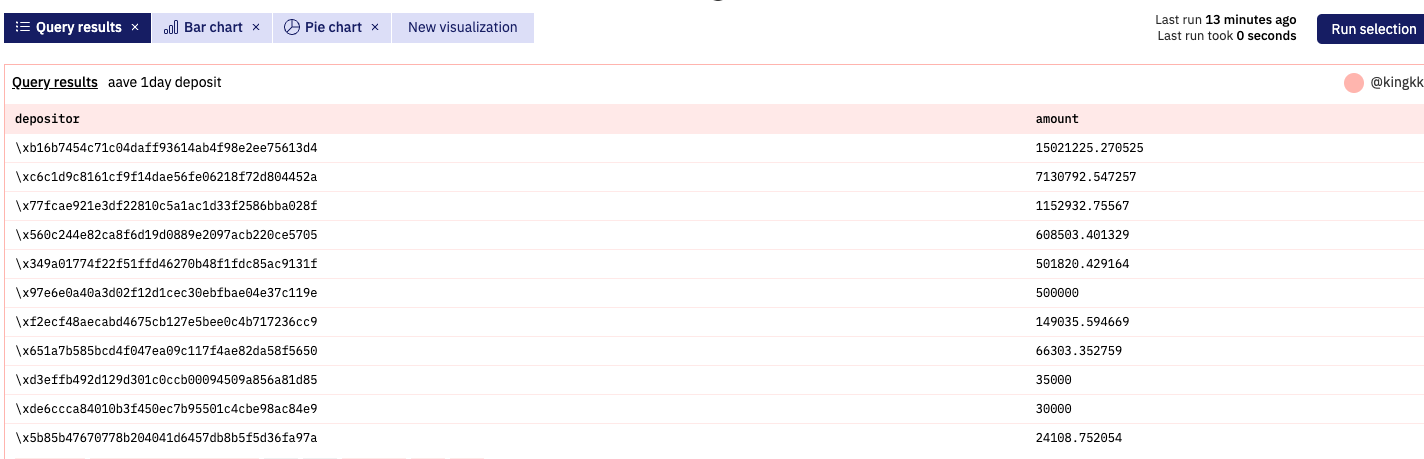 Query results × Bar chart × Pie chart × New visualization
Last run 13 minutes ago
Last run took 0 seconds
Run selection
Query results aave 1day deposit
@kingkk
depositor amount
\xb16b7454c71c04daff93614ab4f98e2ee75613d4 15021225.270525
\xc6c1d9c8161cf9f14dae56fe06218f72d804452a 7130792.547257
\x77fcae921e3df22810c5a1ac1d33f2586bba028f 1152932.75567
\x560c244e82ca8f6d19d0889e2097acb220ce5705 608503.401329
\x349a01774f22f51ffd46270b48f1fdc85ac9131f 501820.429164
\x97e6e0a40a3d02f12d1cec30ebfbae04e37c119e 500000
\xf2ecf48aecabd4675cb127e5bee0c4b717236cc9 149035.594669
\x651a7b585bcd4f047ea09c117f4ae82da58f5650 66303.352759
\xd3effb492d129d301c0ccb00094509a856a81d85 35000
\xde6ccca84010b3f450ec7b95501c4cbe98ac84e9 30000
\x5b85b47670778b204041d6457db8b5f5d36fa97a 24108.752054